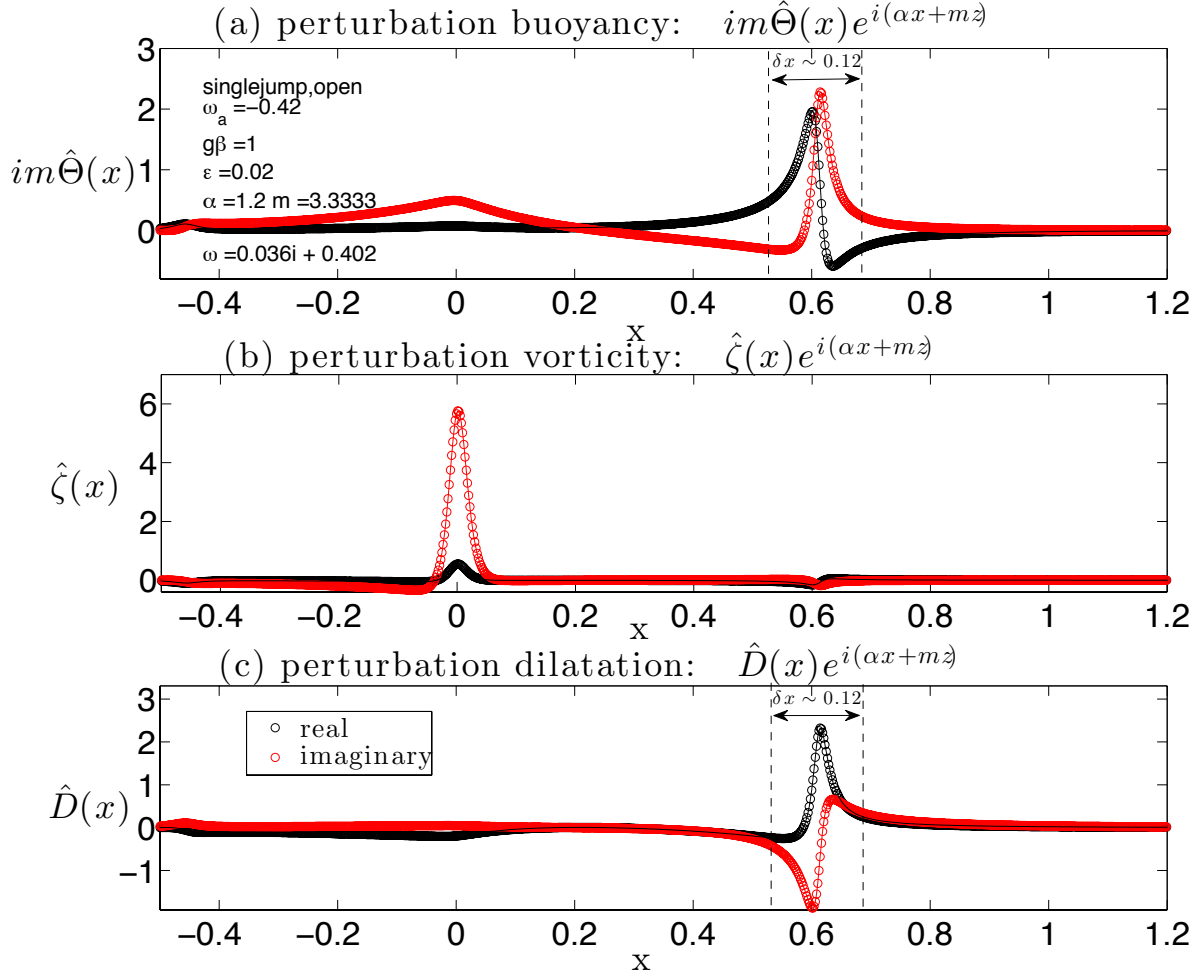 (a) perturbation buoyancy: imΘ̂(x)e^{i(αx+mz)}
δx ∼ 0.12
3
2
1
0
imΘ̂(x)
singlejump,open
ω_a =−0.42
gβ =1
ε =0.02
α =1.2 m =3.3333
ω =0.036i + 0.402
−0.4 −0.2 0 0.2 0.4 0.6 0.8 1 1.2
x
(b) perturbation vorticity: ζ̂(x)e^{i(αx+mz)}
6
4
2
0
ζ̂(x)
−0.4 −0.2 0 0.2 0.4 0.6 0.8 1 1.2
x
(c) perturbation dilatation: D̂(x)e^{i(αx+mz)}
δx ∼ 0.12
3
2
1
0
−1
D̂(x)
real
imaginary
−0.4 −0.2 0 0.2 0.4 0.6 0.8 1 1.2
x